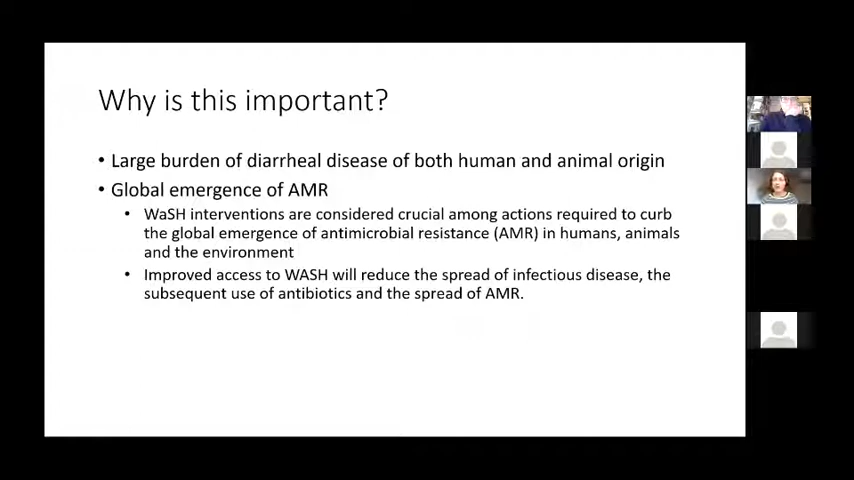 Why is this important?
• Large burden of diarrheal disease of both human and animal origin
• Global emergence of AMR
• WaSH interventions are considered crucial among actions required to curb
the global emergence of antimicrobial resistance (AMR) in humans, animals
and the environment
• Improved access to WASH will reduce the spread of infectious disease, the
subsequent use of antibiotics and the spread of AMR.